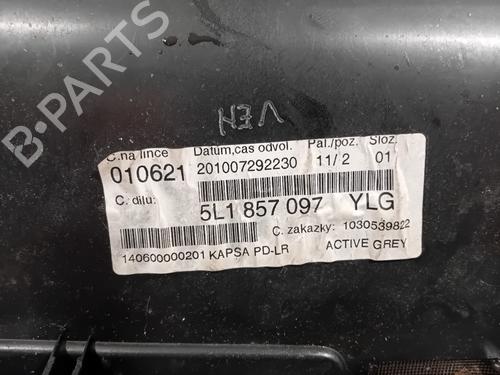 VEN
Č.na lince Datum,cas odvol. Pal./poz. Sloz.
010621 201007292230 11/ 2 01
Č. dilu: 5L1 857 097 YLG
Č. zakazky: 1030539822
140600000201 KAPSA PD-LR ACTIVE GREY
B-PARTS